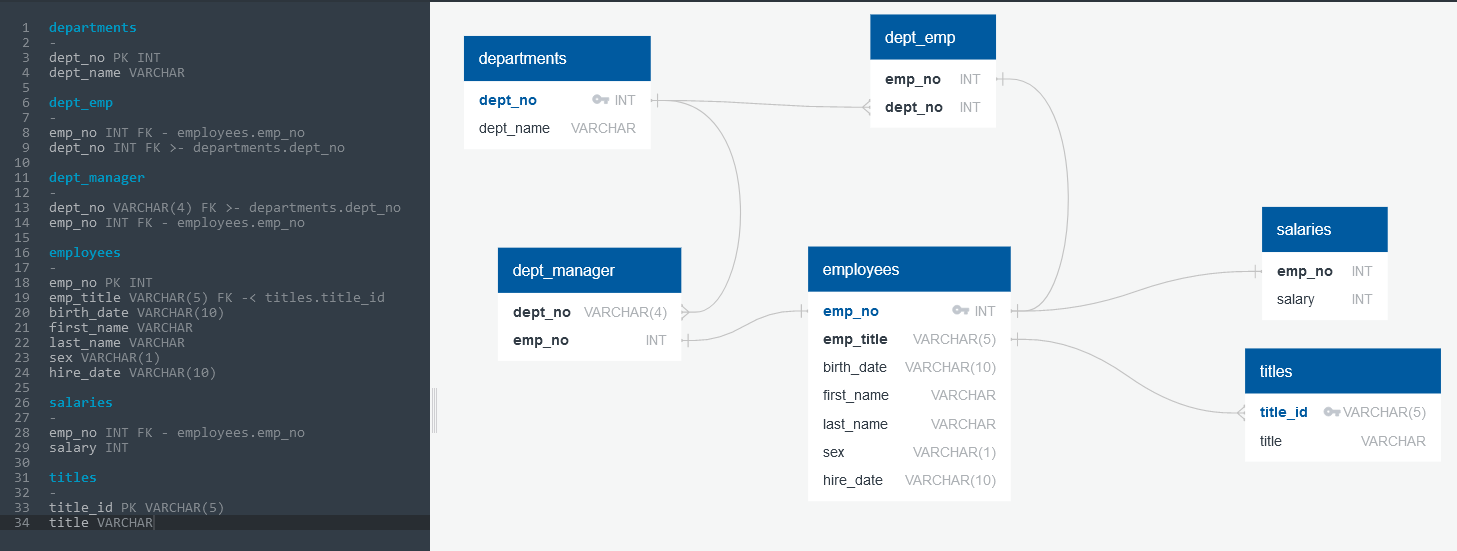 1 departments
2 -
3 dept_no PK INT
4 dept_name VARCHAR
5
6 dept_emp
7 -
8 emp_no INT FK - employees.emp_no
9 dept_no INT FK >- departments.dept_no
10
11 dept_manager
12 -
13 dept_no VARCHAR(4) FK >- departments.dept_no
14 emp_no INT FK - employees.emp_no
15
16 employees
17 -
18 emp_no PK INT
19 emp_title VARCHAR(5) FK -< titles.title_id
20 birth_date VARCHAR(10)
21 first_name VARCHAR
22 last_name VARCHAR
23 sex VARCHAR(1)
24 hire_date VARCHAR(10)
25
26 salaries
27 -
28 emp_no INT FK - employees.emp_no
29 salary INT
30
31 titles
32 -
33 title_id PK VARCHAR(5)
34 title VARCHAR
departments
dept_no INT
dept_name VARCHAR
dept_emp
emp_no INT
dept_no INT
dept_manager
dept_no VARCHAR(4)
emp_no INT
employees
emp_no INT
emp_title VARCHAR(5)
birth_date VARCHAR(10)
first_name VARCHAR
last_name VARCHAR
sex VARCHAR(1)
hire_date VARCHAR(10)
salaries
emp_no INT
salary INT
titles
title_id VARCHAR(5)
title VARCHAR